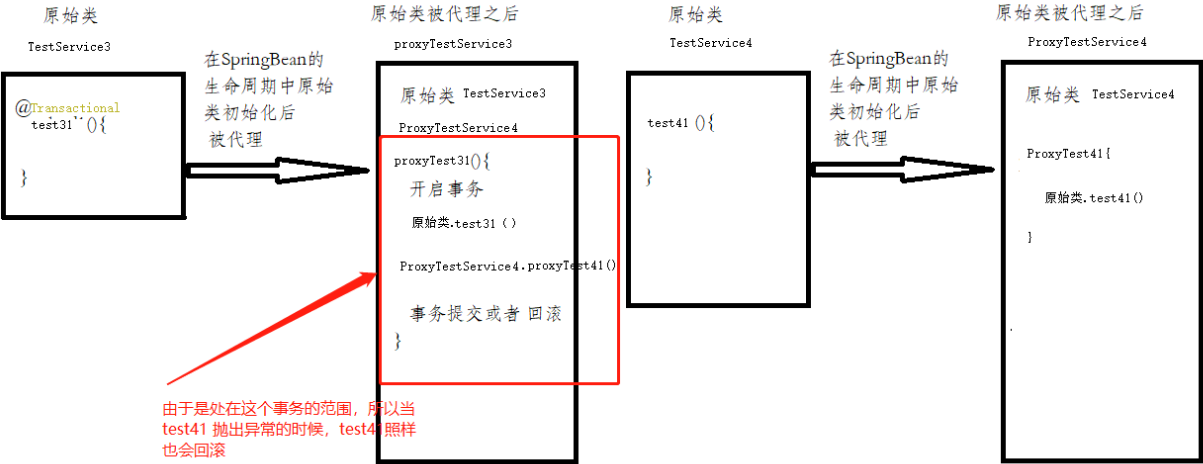 原始类
TestService3
@Transactional
test31 (){
}
在SpringBean的
生命周期中原始
类初始化后
被代理
原始类被代理之后
proxyTestService3
原始类 TestService3
ProxyTestService4
proxyTest31(){
开启事务
原始类.test31 ()
ProxyTestService4.proxyTest41()
事务提交或者 回滚
}
由于是处在这个事务的范围，所以当
test41 抛出异常的时候，test41照样
也会回滚
原始类
TestService4
test41 (){
}
在SpringBean的
生命周期中原始
类初始化后
被代理
原始类被代理之后
ProxyTestService4
原始类 TestService4
ProxyTest41{
原始类.test41()
}